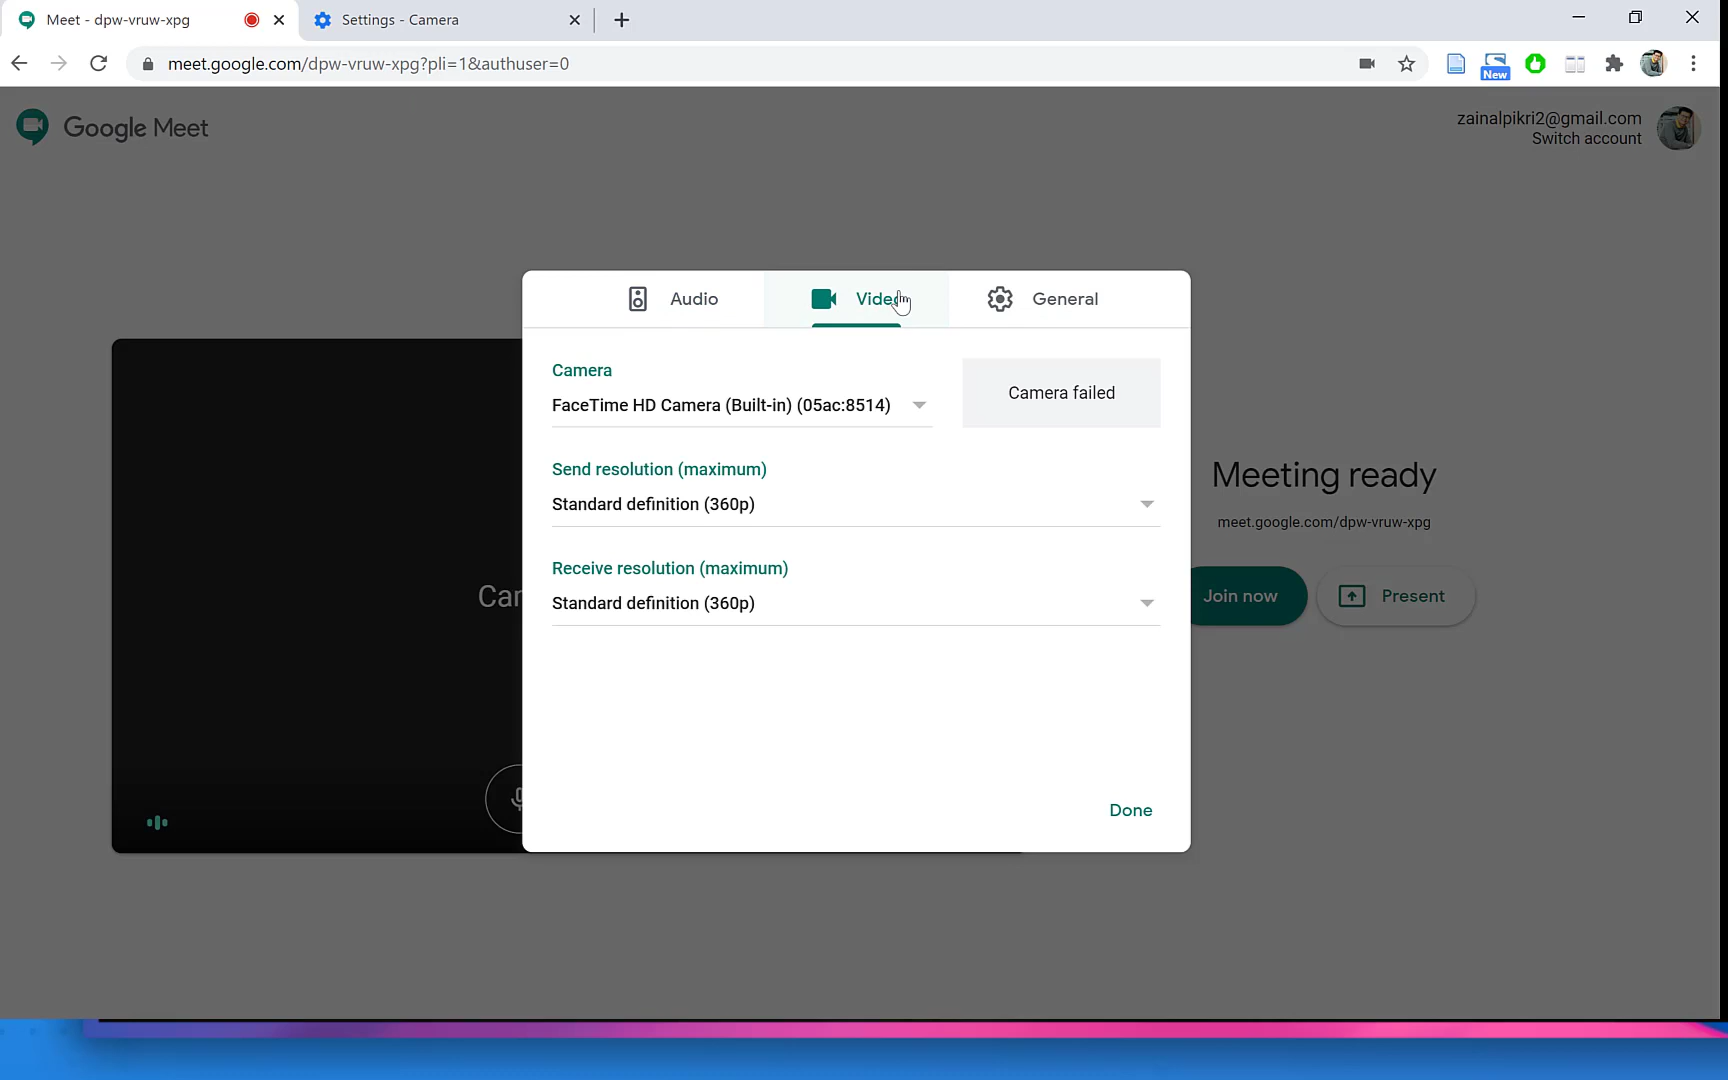 Meet - dpw-vruw-xpg
Settings - Camera
meet.google.com/dpw-vruw-xpg?pli=1&authuser=0
New
Google Meet
zainalpikri2@gmail.com
Switch account
Audio
Video
General
Camera
FaceTime HD Camera (Built-in) (05ac:8514)
Camera failed
Send resolution (maximum)
Standard definition (360p)
Receive resolution (maximum)
Standard definition (360p)
Done
Meeting ready
meet.google.com/dpw-vruw-xpg
Join now
Present